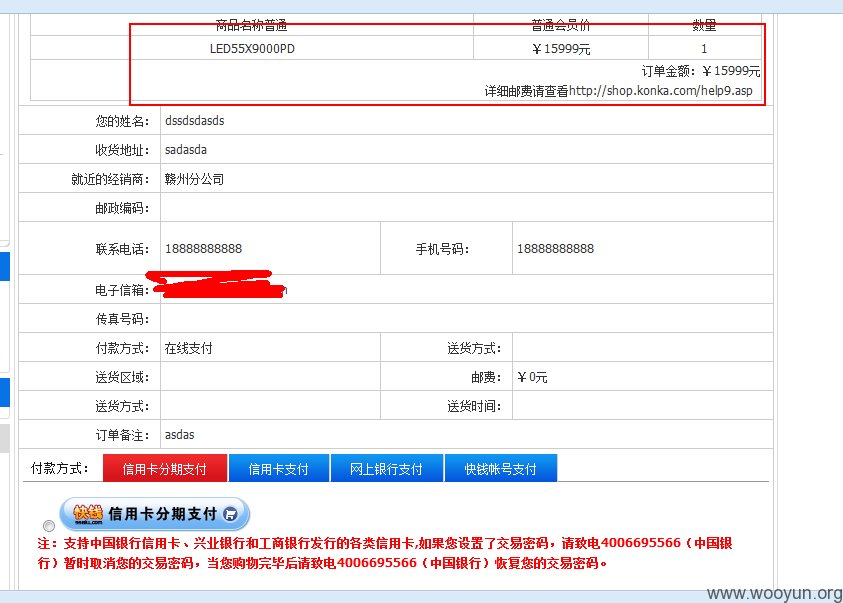 商品名称普通 普通会员价 数量
LED55X9000PD ￥15999元 1
订单金额：￥15999元
详细邮费请查看http://shop.konka.com/help9.asp
您的姓名： dssdsdasds
收货地址： sadasda
就近的经销商： 赣州分公司
邮政编码：
联系电话： 18888888888 手机号码： 18888888888
电子信箱：
传真号码：
付款方式： 在线支付 送货方式：
送货区域： 邮费： ￥0元
送货方式： 送货时间：
订单备注： asdas
付款方式： 信用卡分期支付 信用卡支付 网上银行支付 快钱帐号支付
快钱 99bill.com 信用卡分期支付
注：支持中国银行信用卡、兴业银行和工商银行发行的各类信用卡,如果您设置了交易密码，请致电4006695566（中国银
行）暂时取消您的交易密码，当您购物完毕后请致电4006695566（中国银行）恢复您的交易密码。
www.wooyun.org